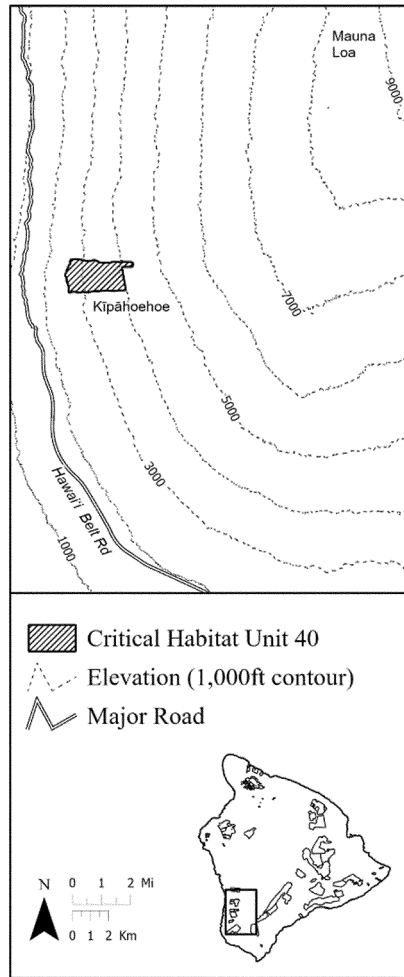 Mauna
Loa
9000
7000
Kīpāhoehoe
5000
3000
Hawai'i Belt Rd
1000
Critical Habitat Unit 40
Elevation (1,000ft contour)
Major Road
N
0 1 2 Mi
0 1 2 Km